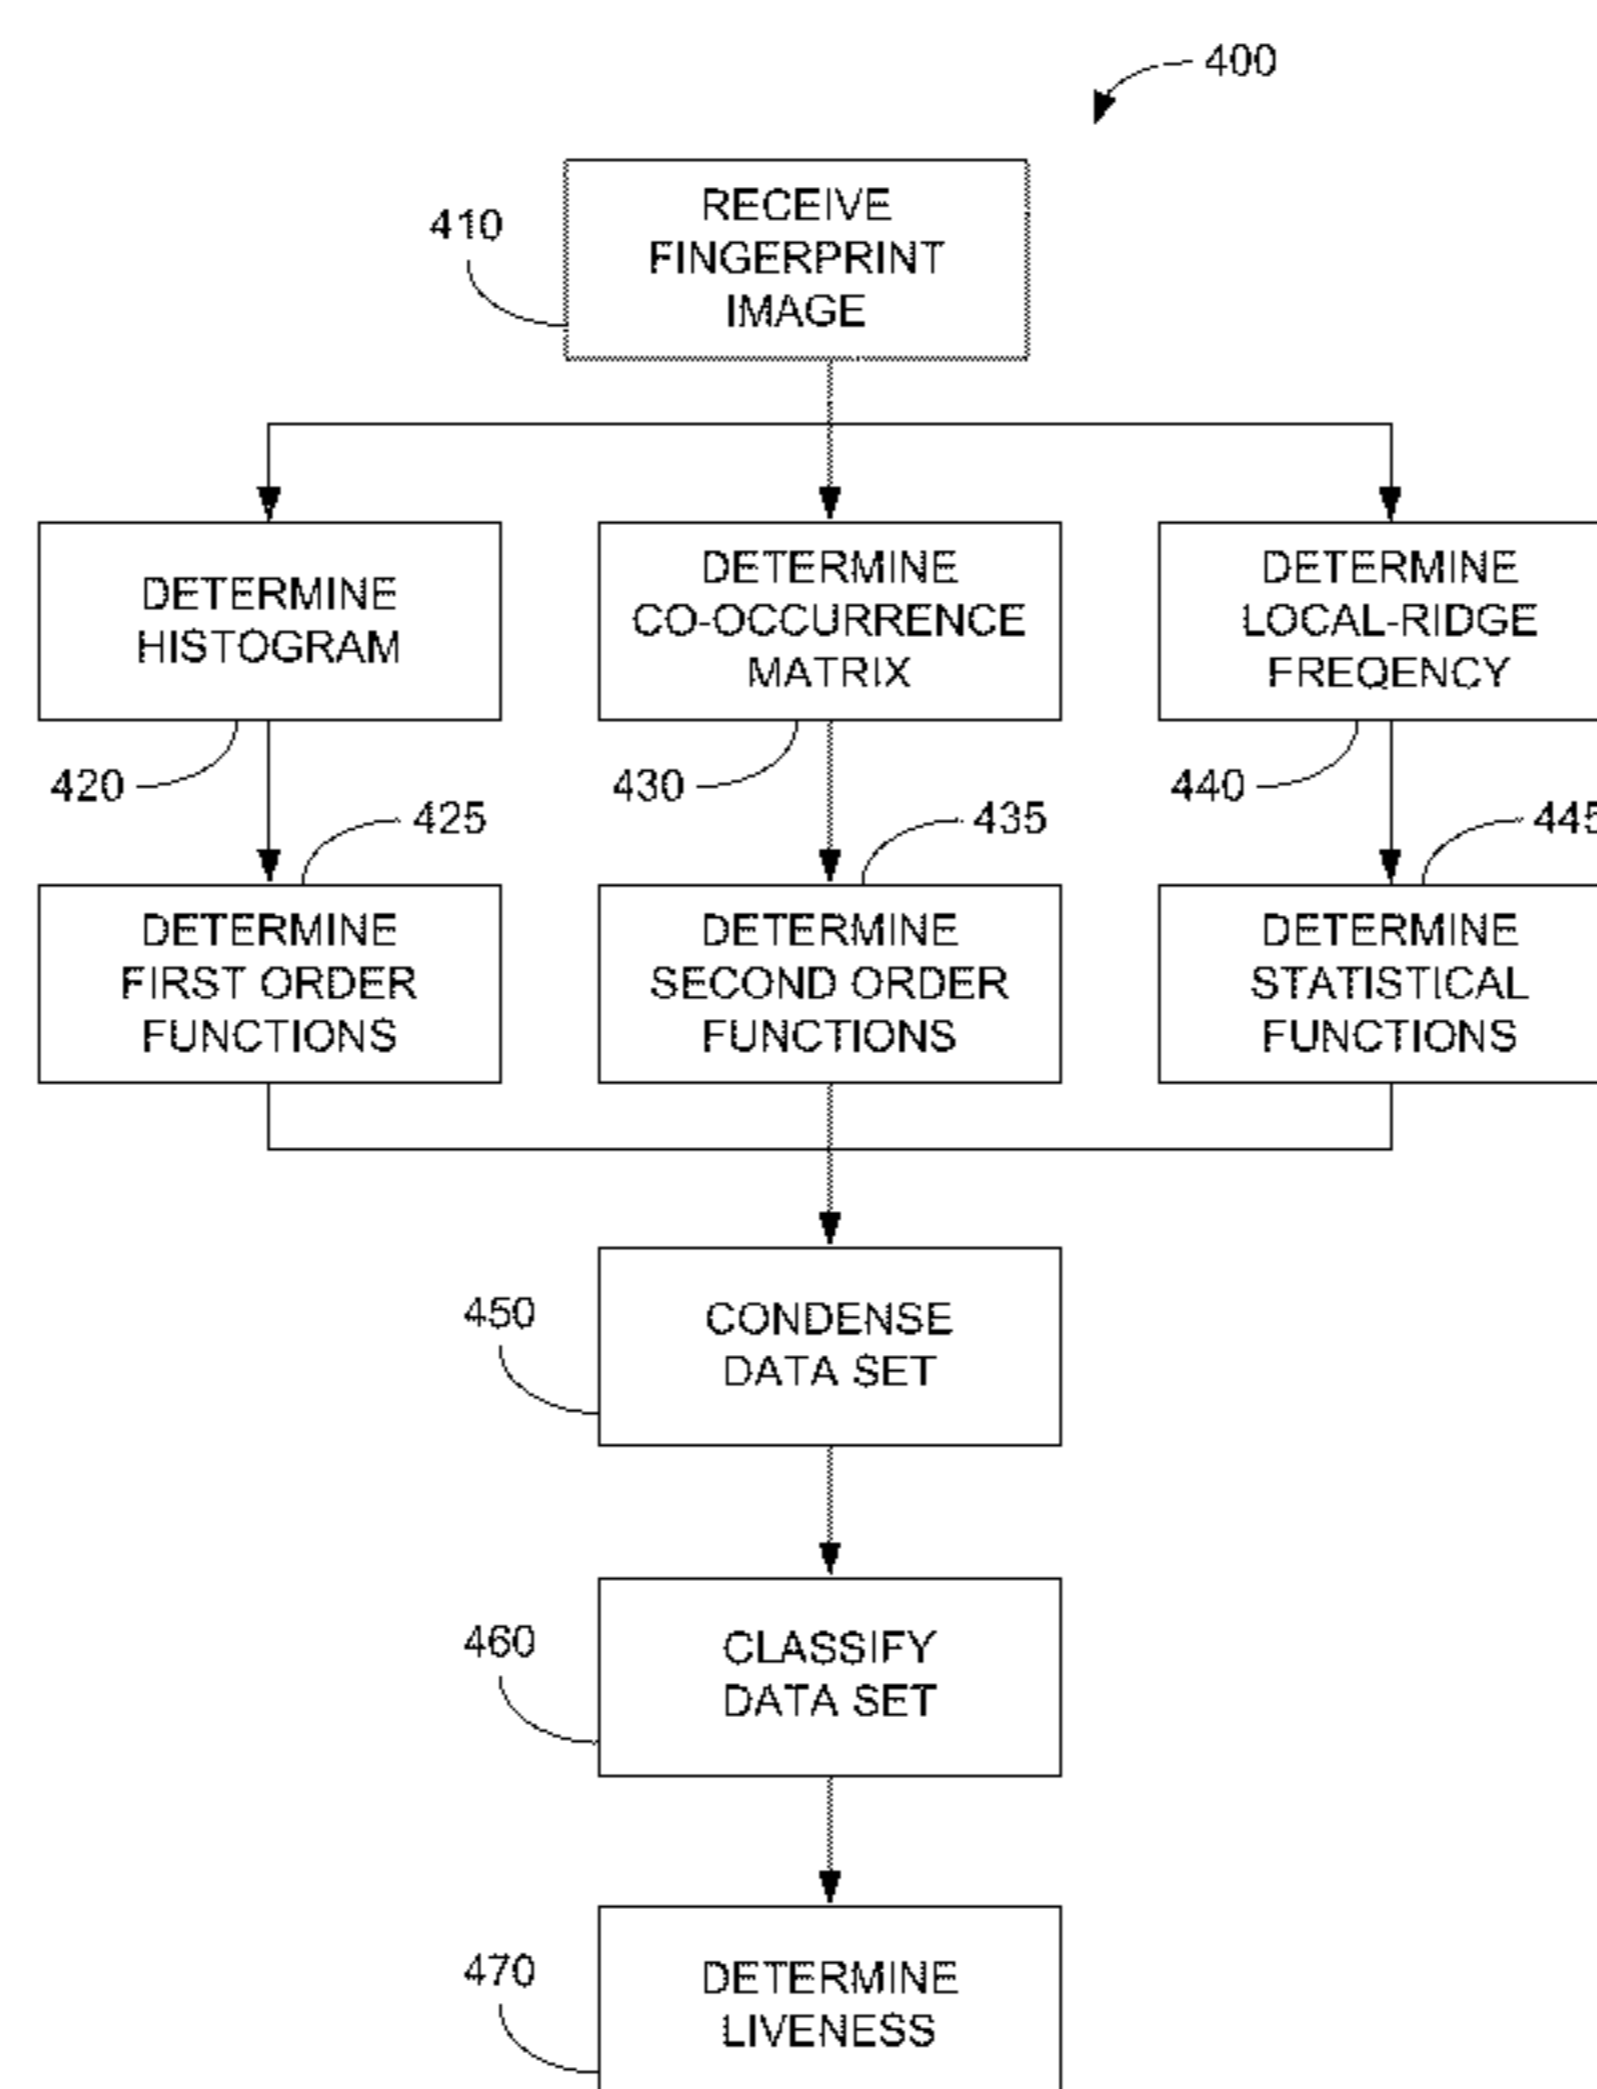 400
410
RECEIVE
FINGERPRINT
IMAGE
DETERMINE
HISTOGRAM
DETERMINE
CO-OCCURRENCE
MATRIX
DETERMINE
LOCAL-RIDGE
FREQENCY
420
430
440
425
435
445
DETERMINE
FIRST ORDER
FUNCTIONS
DETERMINE
SECOND ORDER
FUNCTIONS
DETERMINE
STATISTICAL
FUNCTIONS
450
CONDENSE
DATA SET
460
CLASSIFY
DATA SET
470
DETERMINE
LIVENESS